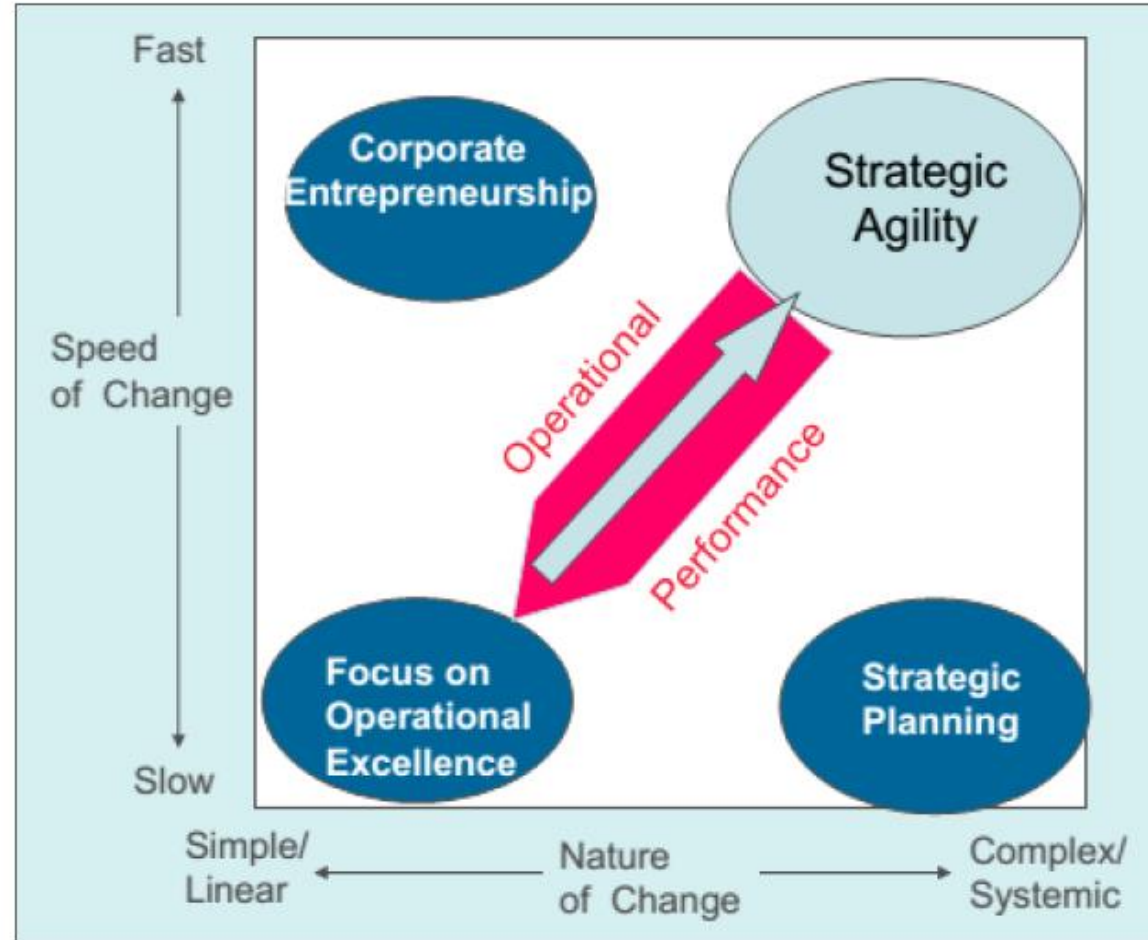 Fast
Corporate
Entrepreneurship
Strategic
Agility
Speed
of Change
Operational
Performance
Focus on
Operational
Excellence
Strategic
Planning
Slow
Simple/
Linear
Nature
of Change
Complex/
Systemic